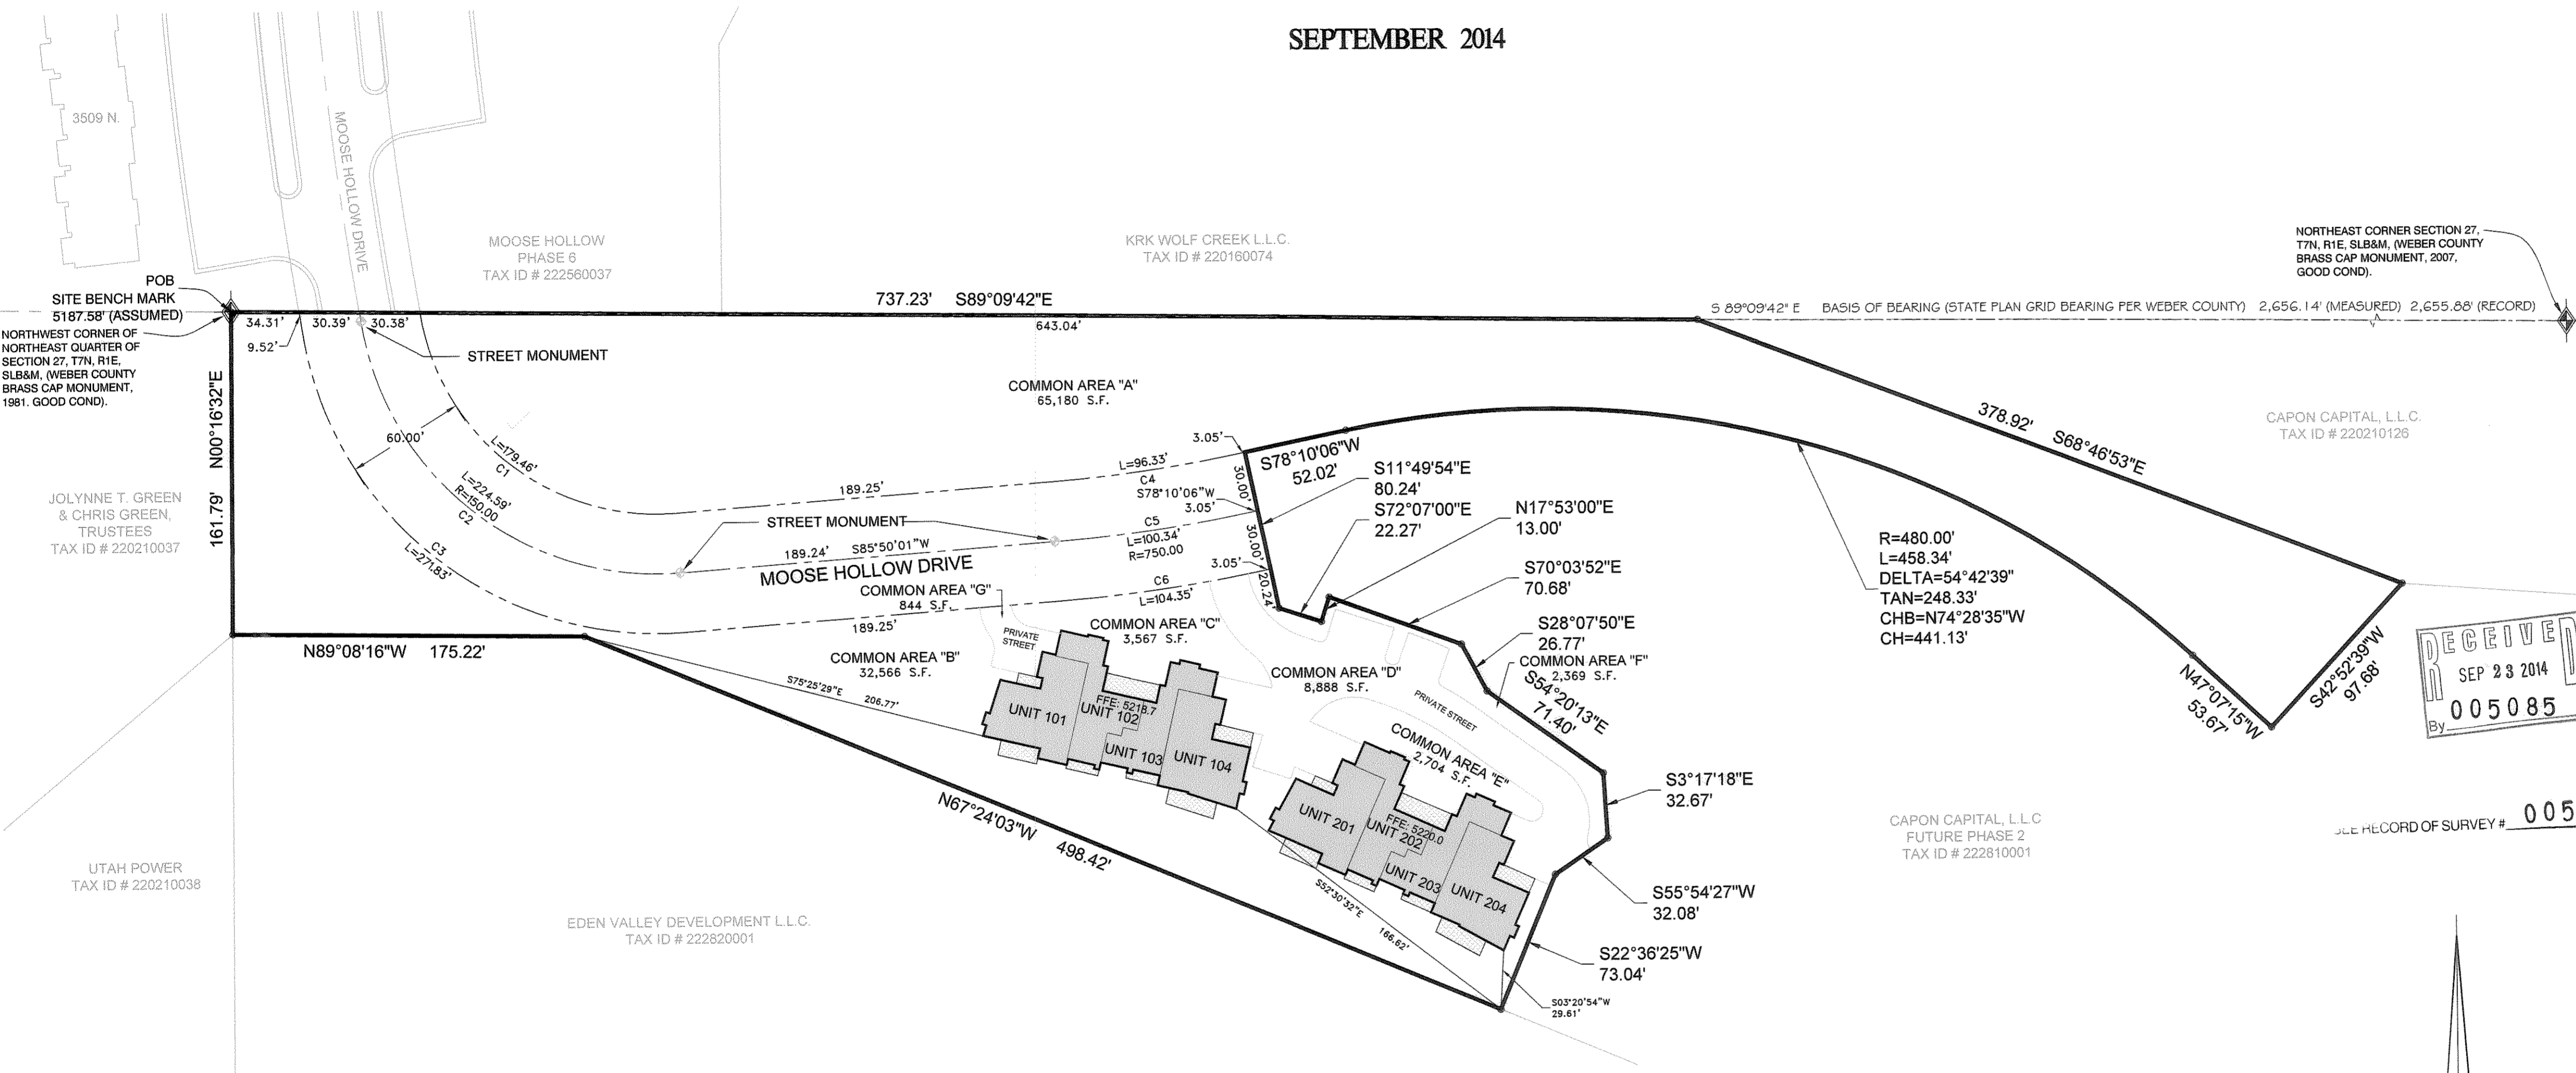 SEPTEMBER 2014
3509 N.
MOOSE HOLLOW DRIVE
MOOSE HOLLOW
PHASE 6
TAX ID # 222560037
KRK WOLF CREEK L.L.C.
TAX ID # 220160074
NORTHEAST CORNER SECTION 27,
T7N, R1E, SLB&M, (WEBER COUNTY
BRASS CAP MONUMENT, 2007,
GOOD COND).
POB
SITE BENCH MARK
5187.58' (ASSUMED)
NORTHWEST CORNER OF
NORTHEAST QUARTER OF
SECTION 27, T7N, R1E,
SLB&M, (WEBER COUNTY
BRASS CAP MONUMENT,
1981. GOOD COND).
737.23' S89°09'42"E
S 89°09'42" E BASIS OF BEARING (STATE PLAN GRID BEARING PER WEBER COUNTY) 2,656.14' (MEASURED) 2,655.88' (RECORD)
34.31'
30.39'
30.38'
643.04'
9.52'
STREET MONUMENT
161.79' N00°16'32"E
COMMON AREA "A"
65,180 S.F.
378.92' S68°46'53"E
CAPON CAPITAL, L.L.C.
TAX ID # 220210126
60.00'
L=179.46'
C1
L=224.59'
R=150.00
C2
C3
L=271.83'
189.25'
L=96.33'
C4
3.05'
S78°10'06"W
3.05'
30.00'
S78°10'06"W
52.02'
S11°49'54"E
80.24'
S72°07'00"E
22.27'
N17°53'00"E
13.00'
JOLYNNE T. GREEN
& CHRIS GREEN,
TRUSTEES
TAX ID # 220210037
STREET MONUMENT
C5
L=100.34'
R=750.00
189.24' S85°50'01"W
MOOSE HOLLOW DRIVE
30.00'
3.05'
20.24'
C6
L=104.35'
189.25'
S70°03'52"E
70.68'
R=480.00'
L=458.34'
DELTA=54°42'39"
TAN=248.33'
CHB=N74°28'35"W
CH=441.13'
COMMON AREA "G"
844 S.F.
PRIVATE
STREET
COMMON AREA "C"
3,567 S.F.
COMMON AREA "B"
32,566 S.F.
S28°07'50"E
26.77'
COMMON AREA "F"
2,369 S.F.
COMMON AREA "D"
8,888 S.F.
PRIVATE STREET
S54°20'13"E
71.40'
N47°07'15"W
53.67'
S42°52'39"W
97.68'
RECEIVED
SEP 23 2014
By 005085
N89°08'16"W 175.22'
S75°25'29"E
206.77'
UNIT 101
FFE: 5218.7
UNIT 102
UNIT 103
UNIT 104
COMMON AREA "E"
2,704 S.F.
UNIT 201
FFE: 5220.0
UNIT 202
UNIT 203
UNIT 204
S3°17'18"E
32.67'
N67°24'03"W 498.42'
S52°30'32"E
166.62'
S55°54'27"W
32.08'
S22°36'25"W
73.04'
S03°20'54"W
29.61'
CAPON CAPITAL, L.L.C
FUTURE PHASE 2
TAX ID # 222810001
RECORD OF SURVEY # 005
UTAH POWER
TAX ID # 220210038
EDEN VALLEY DEVELOPMENT L.L.C.
TAX ID # 222820001